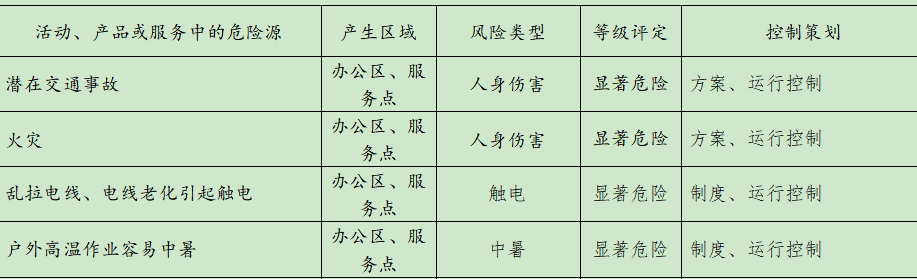 活动、产品或服务中的危险源 产生区域 风险类型 等级评定 控制策划
潜在交通事故 办公区、服务点 人身伤害 显著危险 方案、运行控制
火灾 办公区、服务点 人身伤害 显著危险 方案、运行控制
乱拉电线、电线老化引起触电 办公区、服务点 触电 显著危险 制度、运行控制
户外高温作业容易中暑 办公区、服务点 中暑 显著危险 制度、运行控制